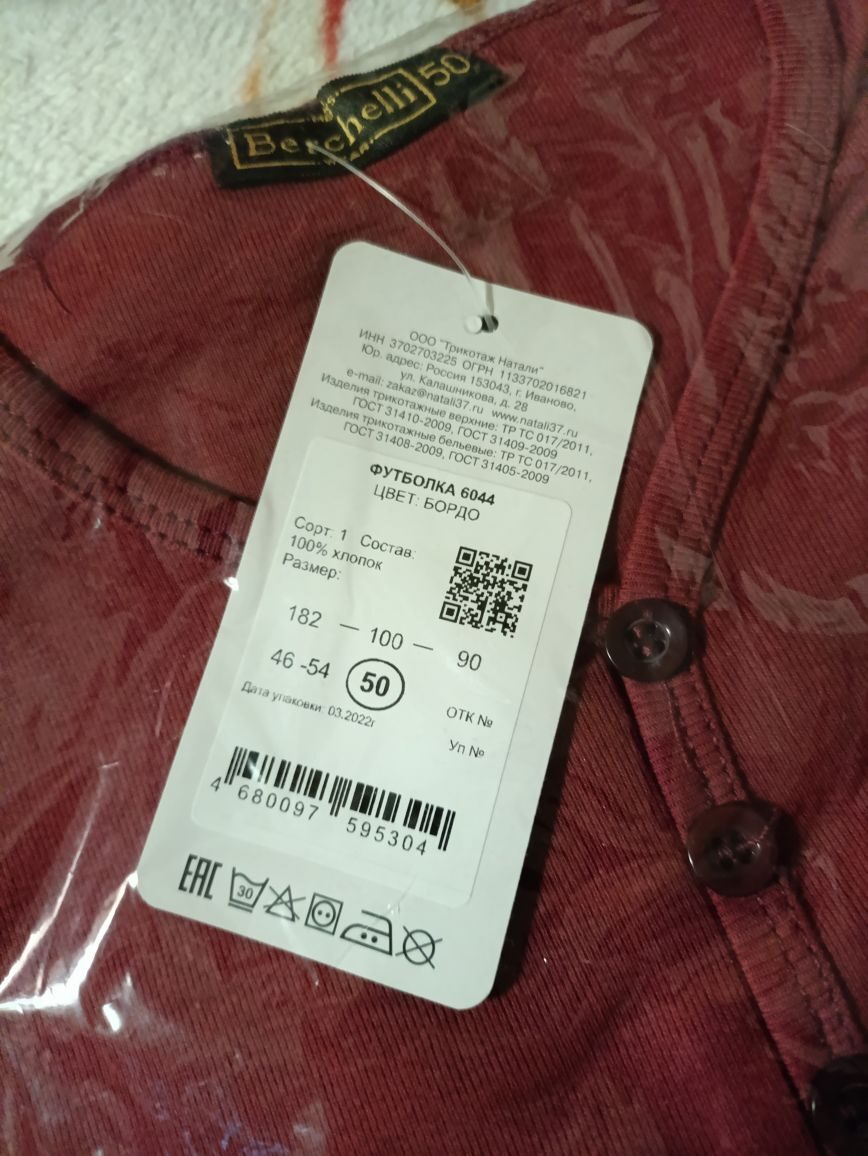 Berchelli 50
ООО "Трикотаж Натали"
ИНН 3702703225 ОГРН 1133702016821
Юр. адрес: Россия 153043, г. Иваново,
ул. Калашникова, д. 28
e-mail: zakaz@natali37.ru www.natali37.ru
Изделия трикотажные верхние: ТР ТС 017/2011,
ГОСТ 31410-2009, ГОСТ 31409-2009
Изделия трикотажные бельевые: ТР ТС 017/2011,
ГОСТ 31408-2009, ГОСТ 31405-2009
ФУТБОЛКА 6044
ЦВЕТ: БОРДО
Сорт: 1 Состав:
100% хлопок
Размер:
182 — 100 — 90
46 -54 50
Дата упаковки: 03.2022г
ОТК №
Уп №
4 680097 595304
EAC 30